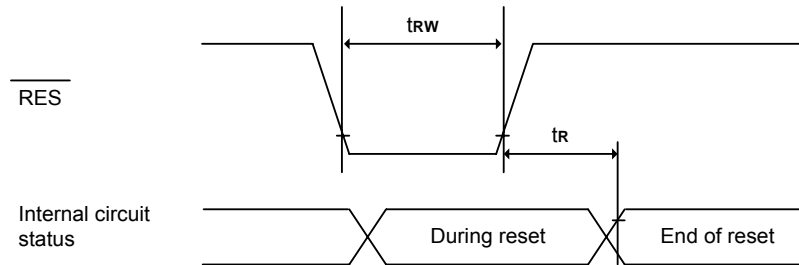 tRW
RES
tR
Internal circuit
status
During reset
End of reset